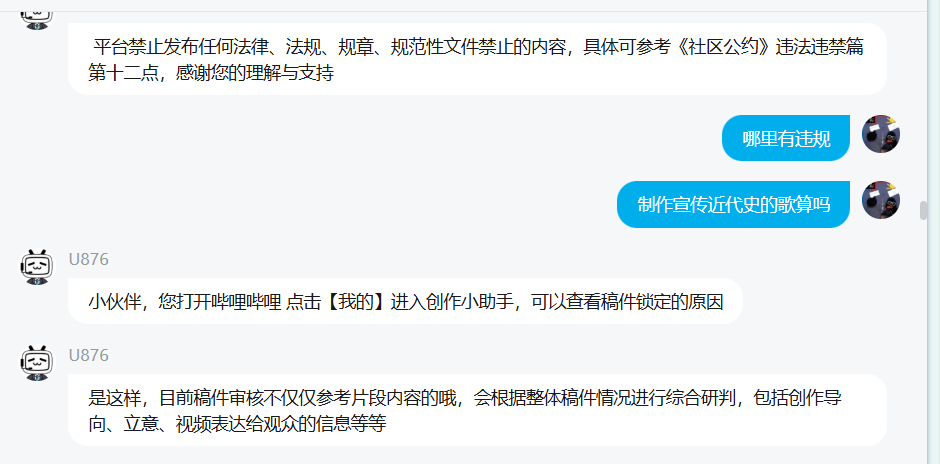 平台禁止发布任何法律、法规、规章、规范性文件禁止的内容，具体可参考《社区公约》违法违禁篇
第十二点，感谢您的理解与支持
哪里有违规
制作宣传近代史的歌算吗
U876
小伙伴，您打开哔哩哔哩 点击【我的】进入创作小助手，可以查看稿件锁定的原因
U876
是这样，目前稿件审核不仅仅参考片段内容的哦，会根据整体稿件情况进行综合研判，包括创作导
向、立意、视频表达给观众的信息等等